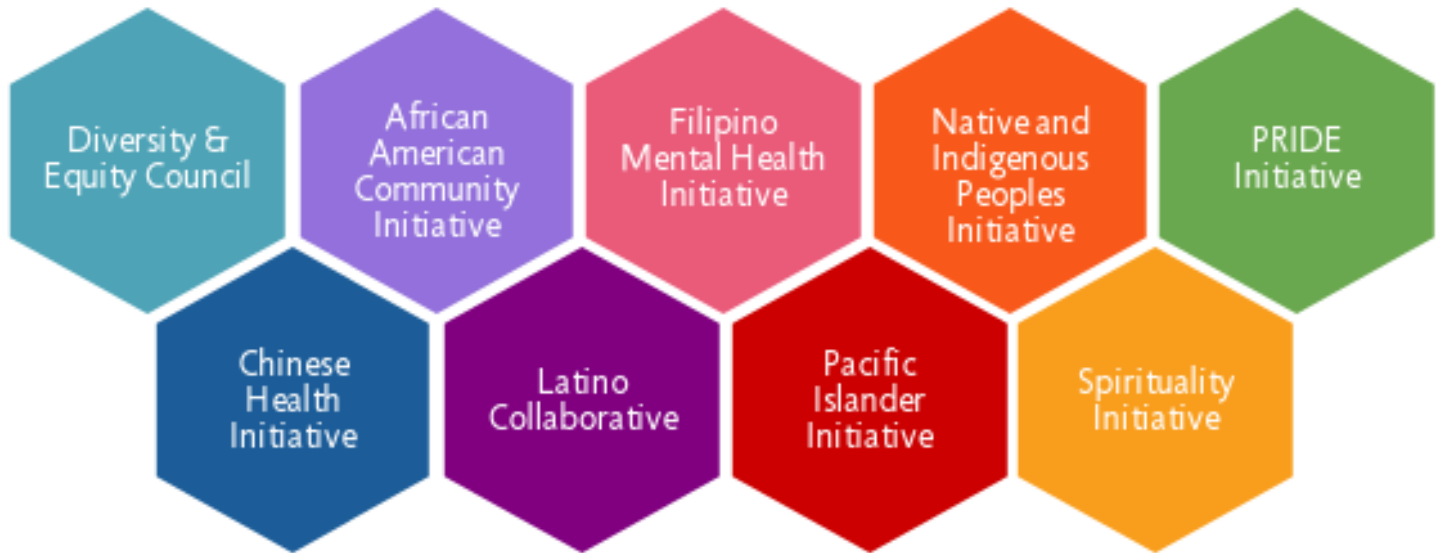 Diversity &
Equity Council
African
American
Community
Initiative
Filipino
Mental Health
Initiative
Native and
Indigenous
Peoples
Initiative
PRIDE
Initiative
Chinese
Health
Initiative
Latino
Collaborative
Pacific
Islander
Initiative
Spirituality
Initiative